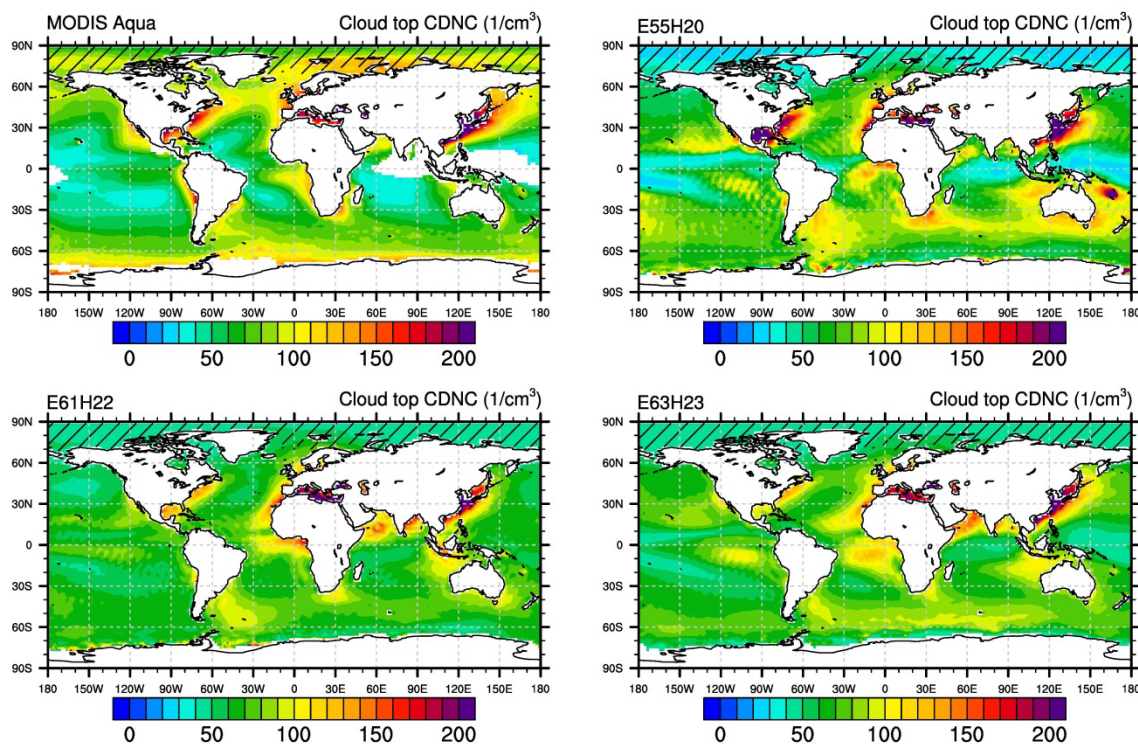 MODIS Aqua Cloud top CDNC (1/cm³)
90N
60N
30N
0
30S
60S
90S
180 150W 120W 90W 60W 30W 0 30E 60E 90E 120E 150E 180
0 50 100 150 200
E55H20 Cloud top CDNC (1/cm³)
90N
60N
30N
0
30S
60S
90S
180 150W 120W 90W 60W 30W 0 30E 60E 90E 120E 150E 180
0 50 100 150 200
E61H22 Cloud top CDNC (1/cm³)
90N
60N
30N
0
30S
60S
90S
180 150W 120W 90W 60W 30W 0 30E 60E 90E 120E 150E 180
0 50 100 150 200
E63H23 Cloud top CDNC (1/cm³)
90N
60N
30N
0
30S
60S
90S
180 150W 120W 90W 60W 30W 0 30E 60E 90E 120E 150E 180
0 50 100 150 200